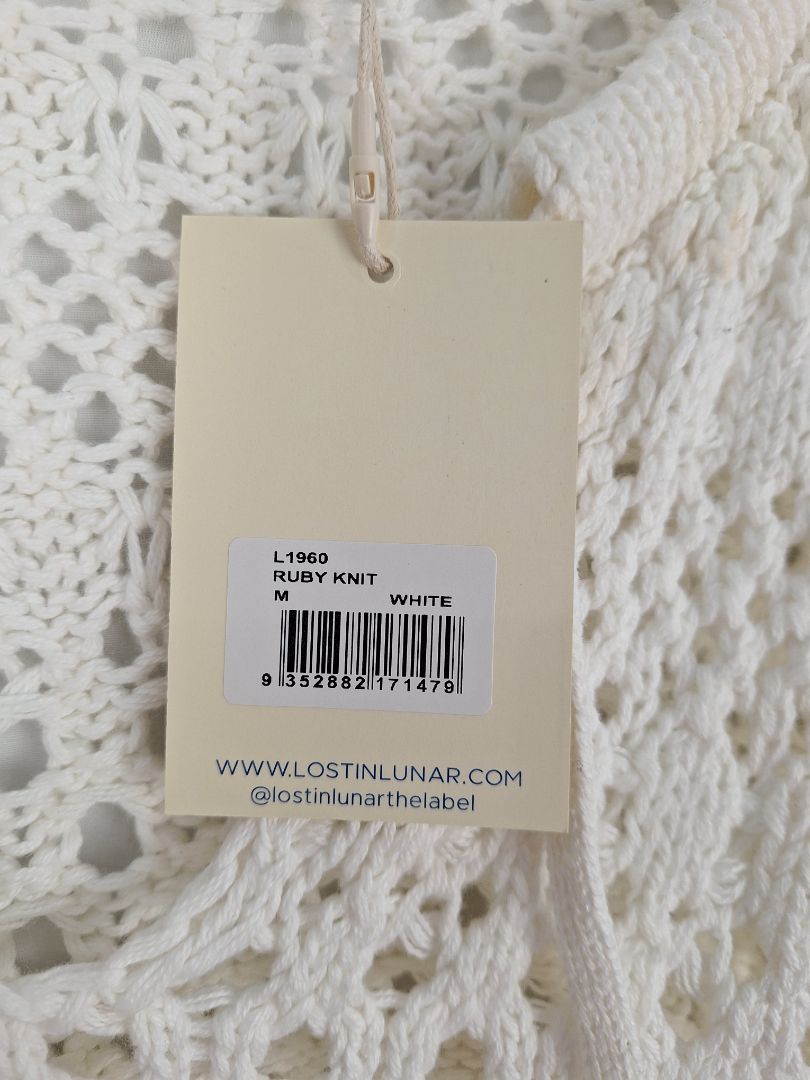 L1960
RUBY KNIT
M WHITE
9 352882 171479
WWW.LOSTINLUNAR.COM
@lostinlunarthelabel